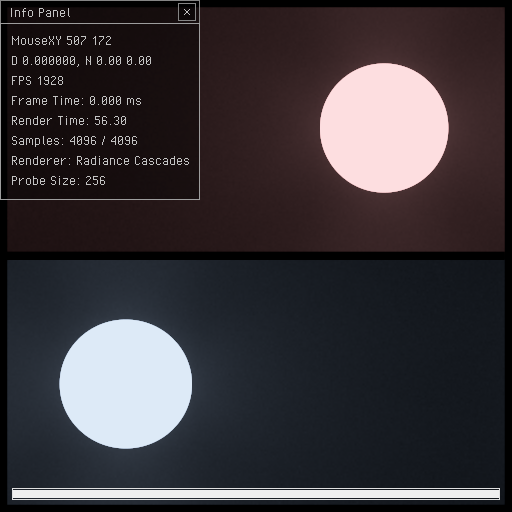 Info Panel
MouseXY 507 172
D 0.000000, N 0.00 0.00
FPS 1928
Frame Time: 0.000 ms
Render Time: 56.30
Samples: 4096 / 4096
Renderer: Radiance Cascades
Probe Size: 256